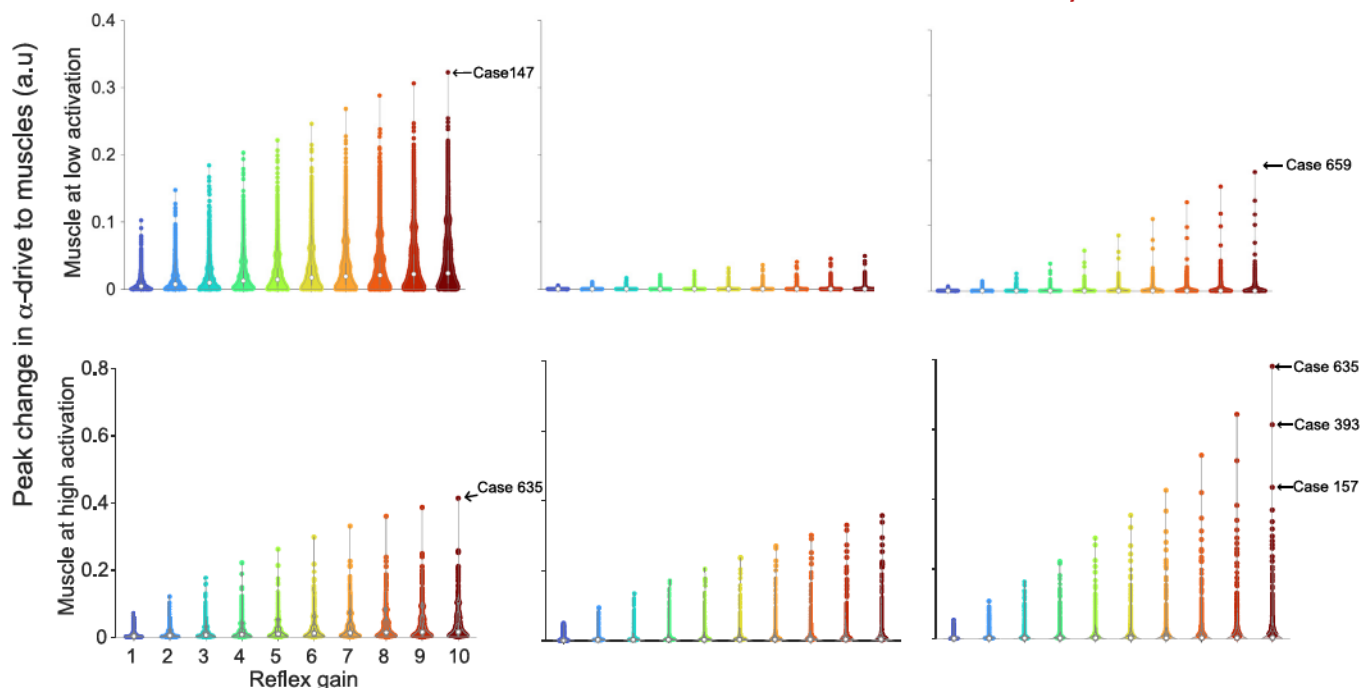 Peak change in α-drive to muscles (a.u)
Muscle at low activation
0.4
0.3
0.2
0.1
0
Case147
Case 659
Muscle at high activation
0.8
0.6
0.4
0.2
0
Case 635
Case 635
Case 393
Case 157
1 2 3 4 5 6 7 8 9 10
Reflex gain